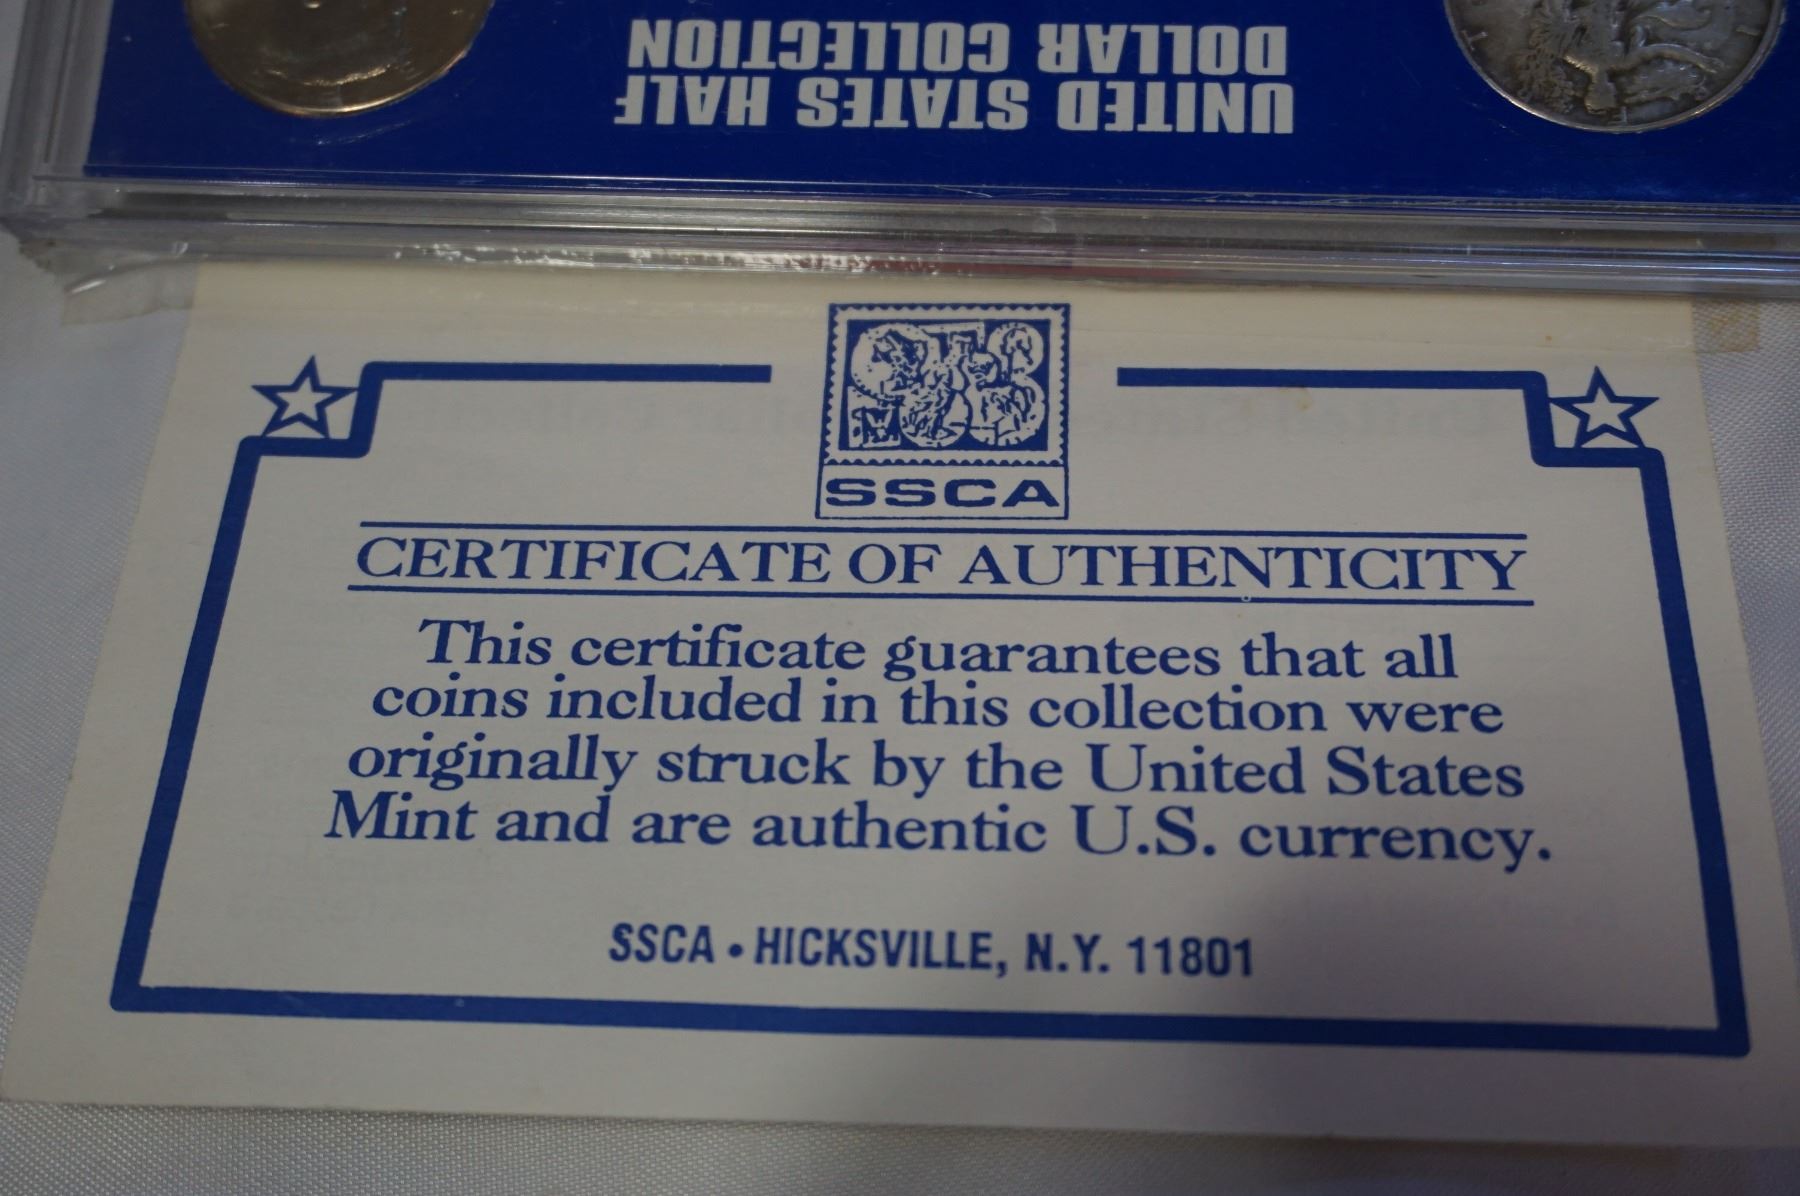 UNITED STATES HALF
DOLLAR COLLECTION
SSCA
CERTIFICATE OF AUTHENTICITY
This certificate guarantees that all
coins included in this collection were
originally struck by the United States
Mint and are authentic U.S. currency.
SSCA • HICKSVILLE, N.Y. 11801